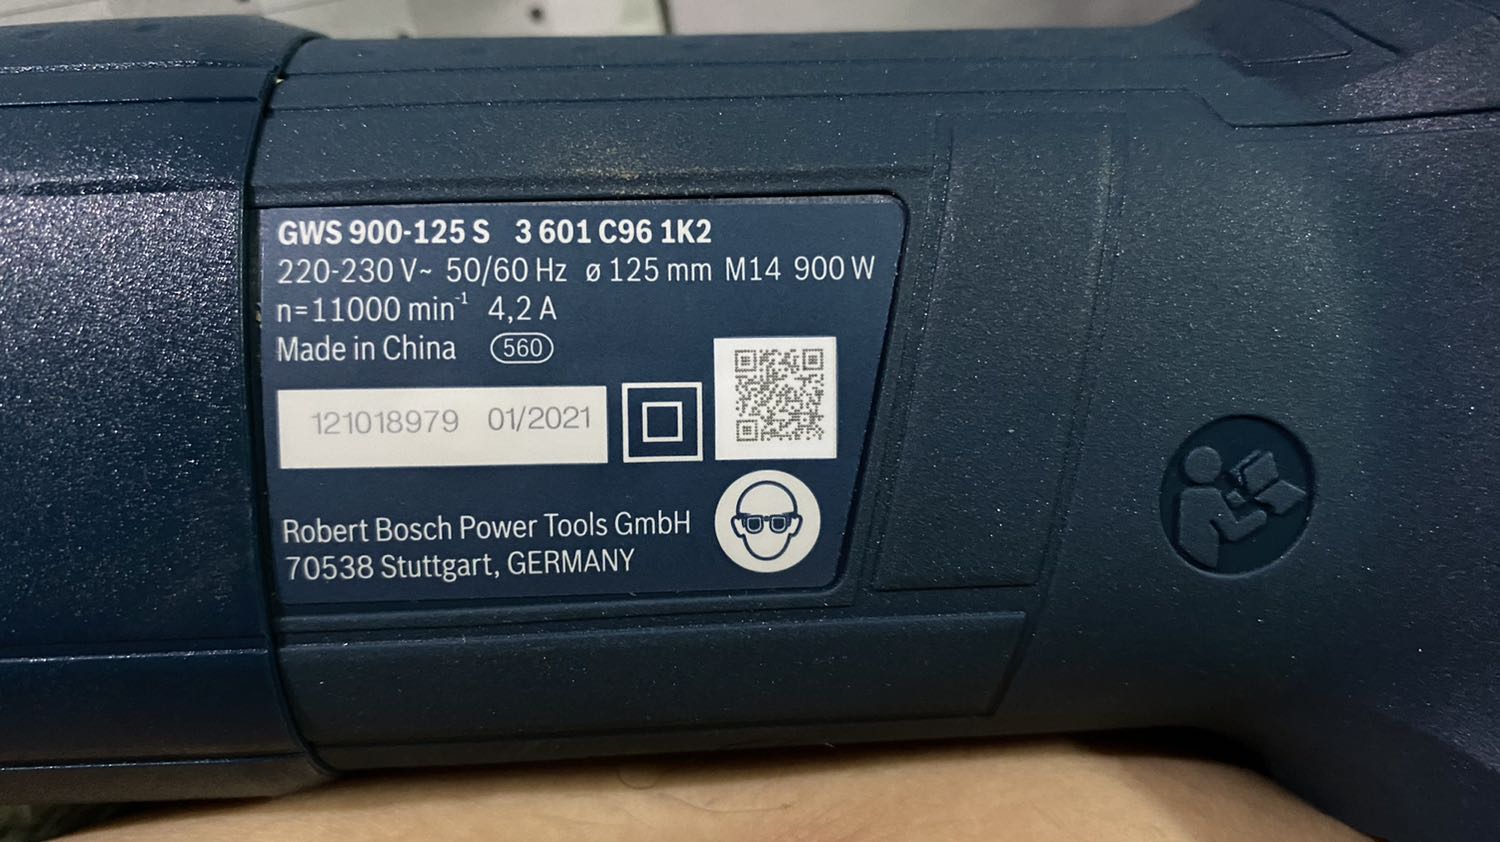 GWS 900-125 S 3 601 C96 1K2
220-230 V~ 50/60 Hz ø 125 mm M14 900 W
n=11000 min⁻¹ 4,2 A
Made in China 560
121018979 01/2021
Robert Bosch Power Tools GmbH
70538 Stuttgart, GERMANY